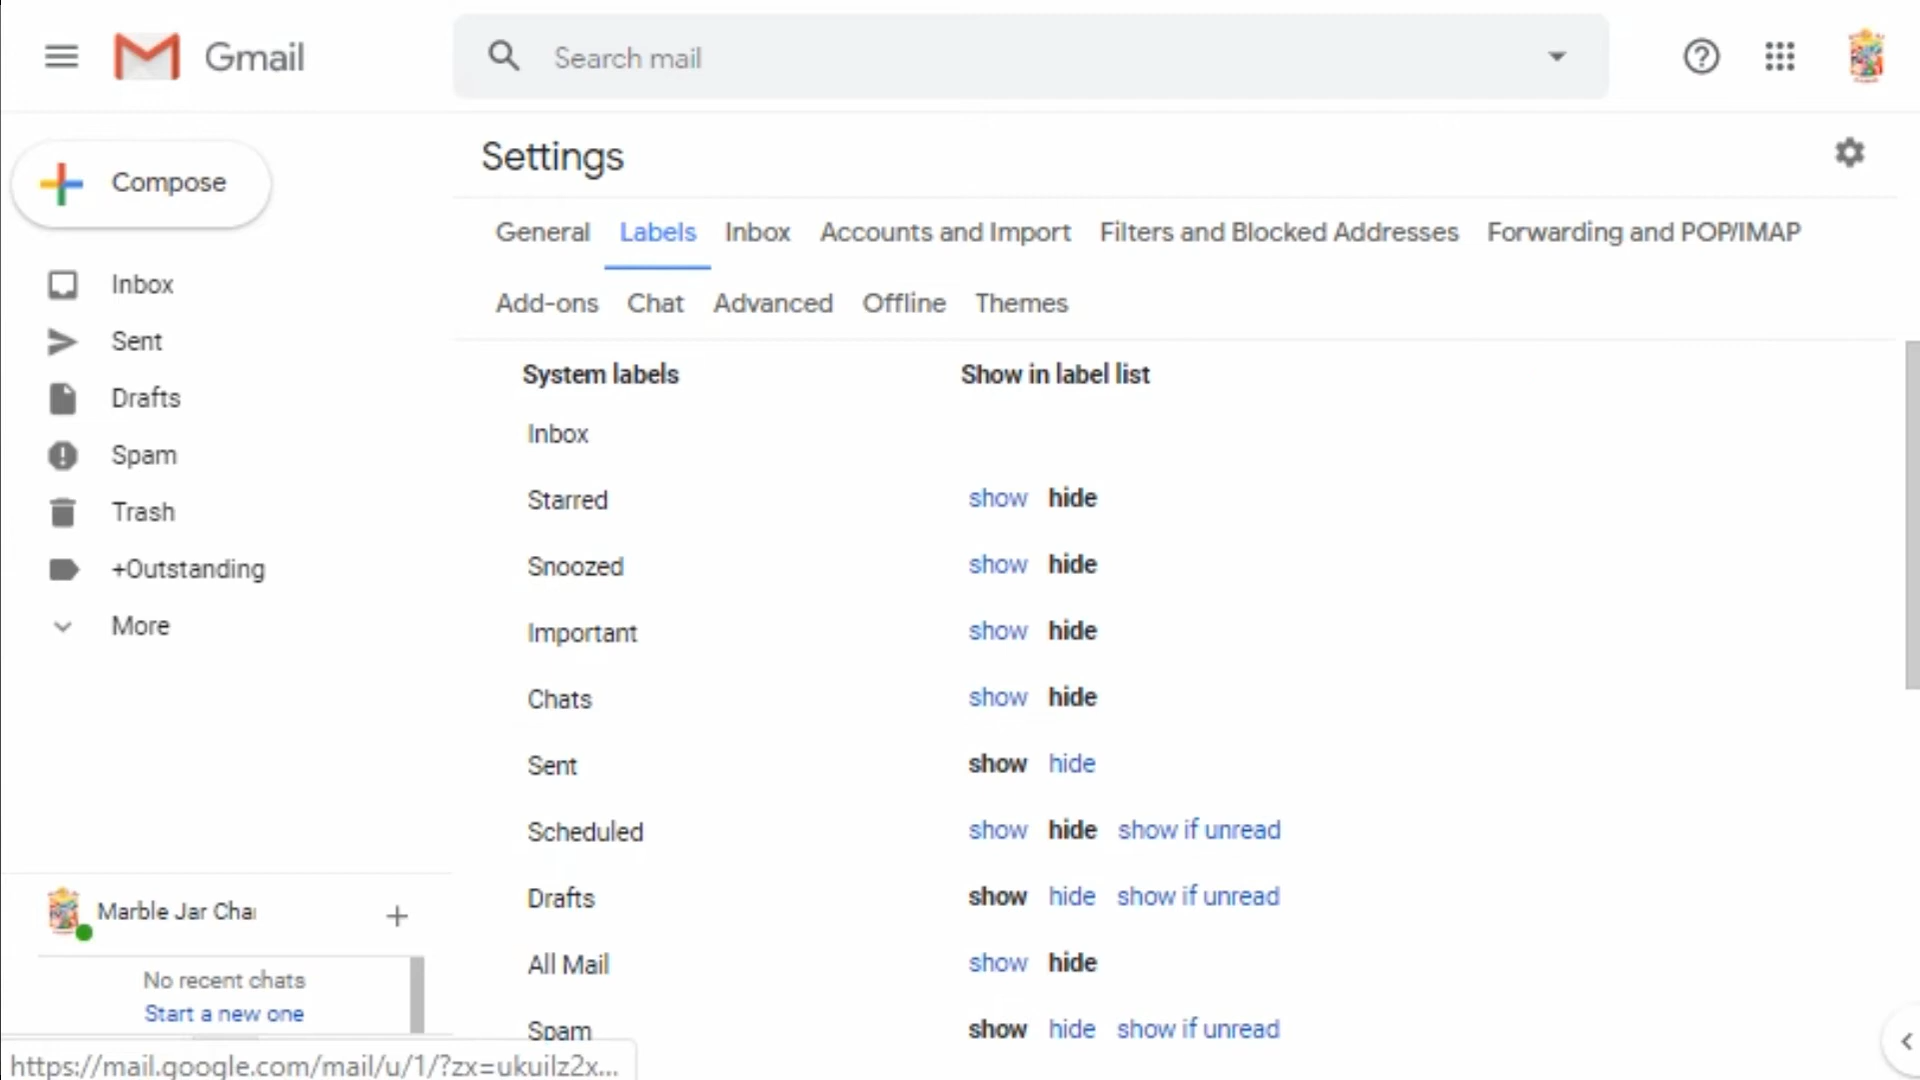 Gmail
Search mail
Compose
Inbox
Sent
Drafts
Spam
Trash
+Outstanding
More
Marble Jar Cha
No recent chats
Start a new one
Settings
General Labels Inbox Accounts and Import Filters and Blocked Addresses Forwarding and POP/IMAP
Add-ons Chat Advanced Offline Themes
System labels Show in label list
Inbox
Starred show hide
Snoozed show hide
Important show hide
Chats show hide
Sent show hide
Scheduled show hide show if unread
Drafts show hide show if unread
All Mail show hide
Spam show hide show if unread
https://mail.google.com/mail/u/1/?zx=ukuilz2x...